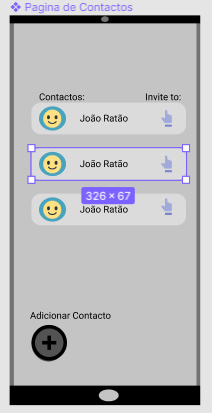 Pagina de Contactos
Contactos: Invite to:
João Ratão
João Ratão
326 × 67
João Ratão
Adicionar Contacto